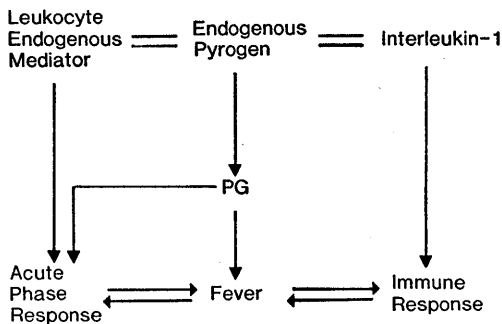 Leukocyte
Endogenous
Mediator
Endogenous
Pyrogen
Interleukin-1
PG
Acute
Phase
Response
Fever
Immune
Response